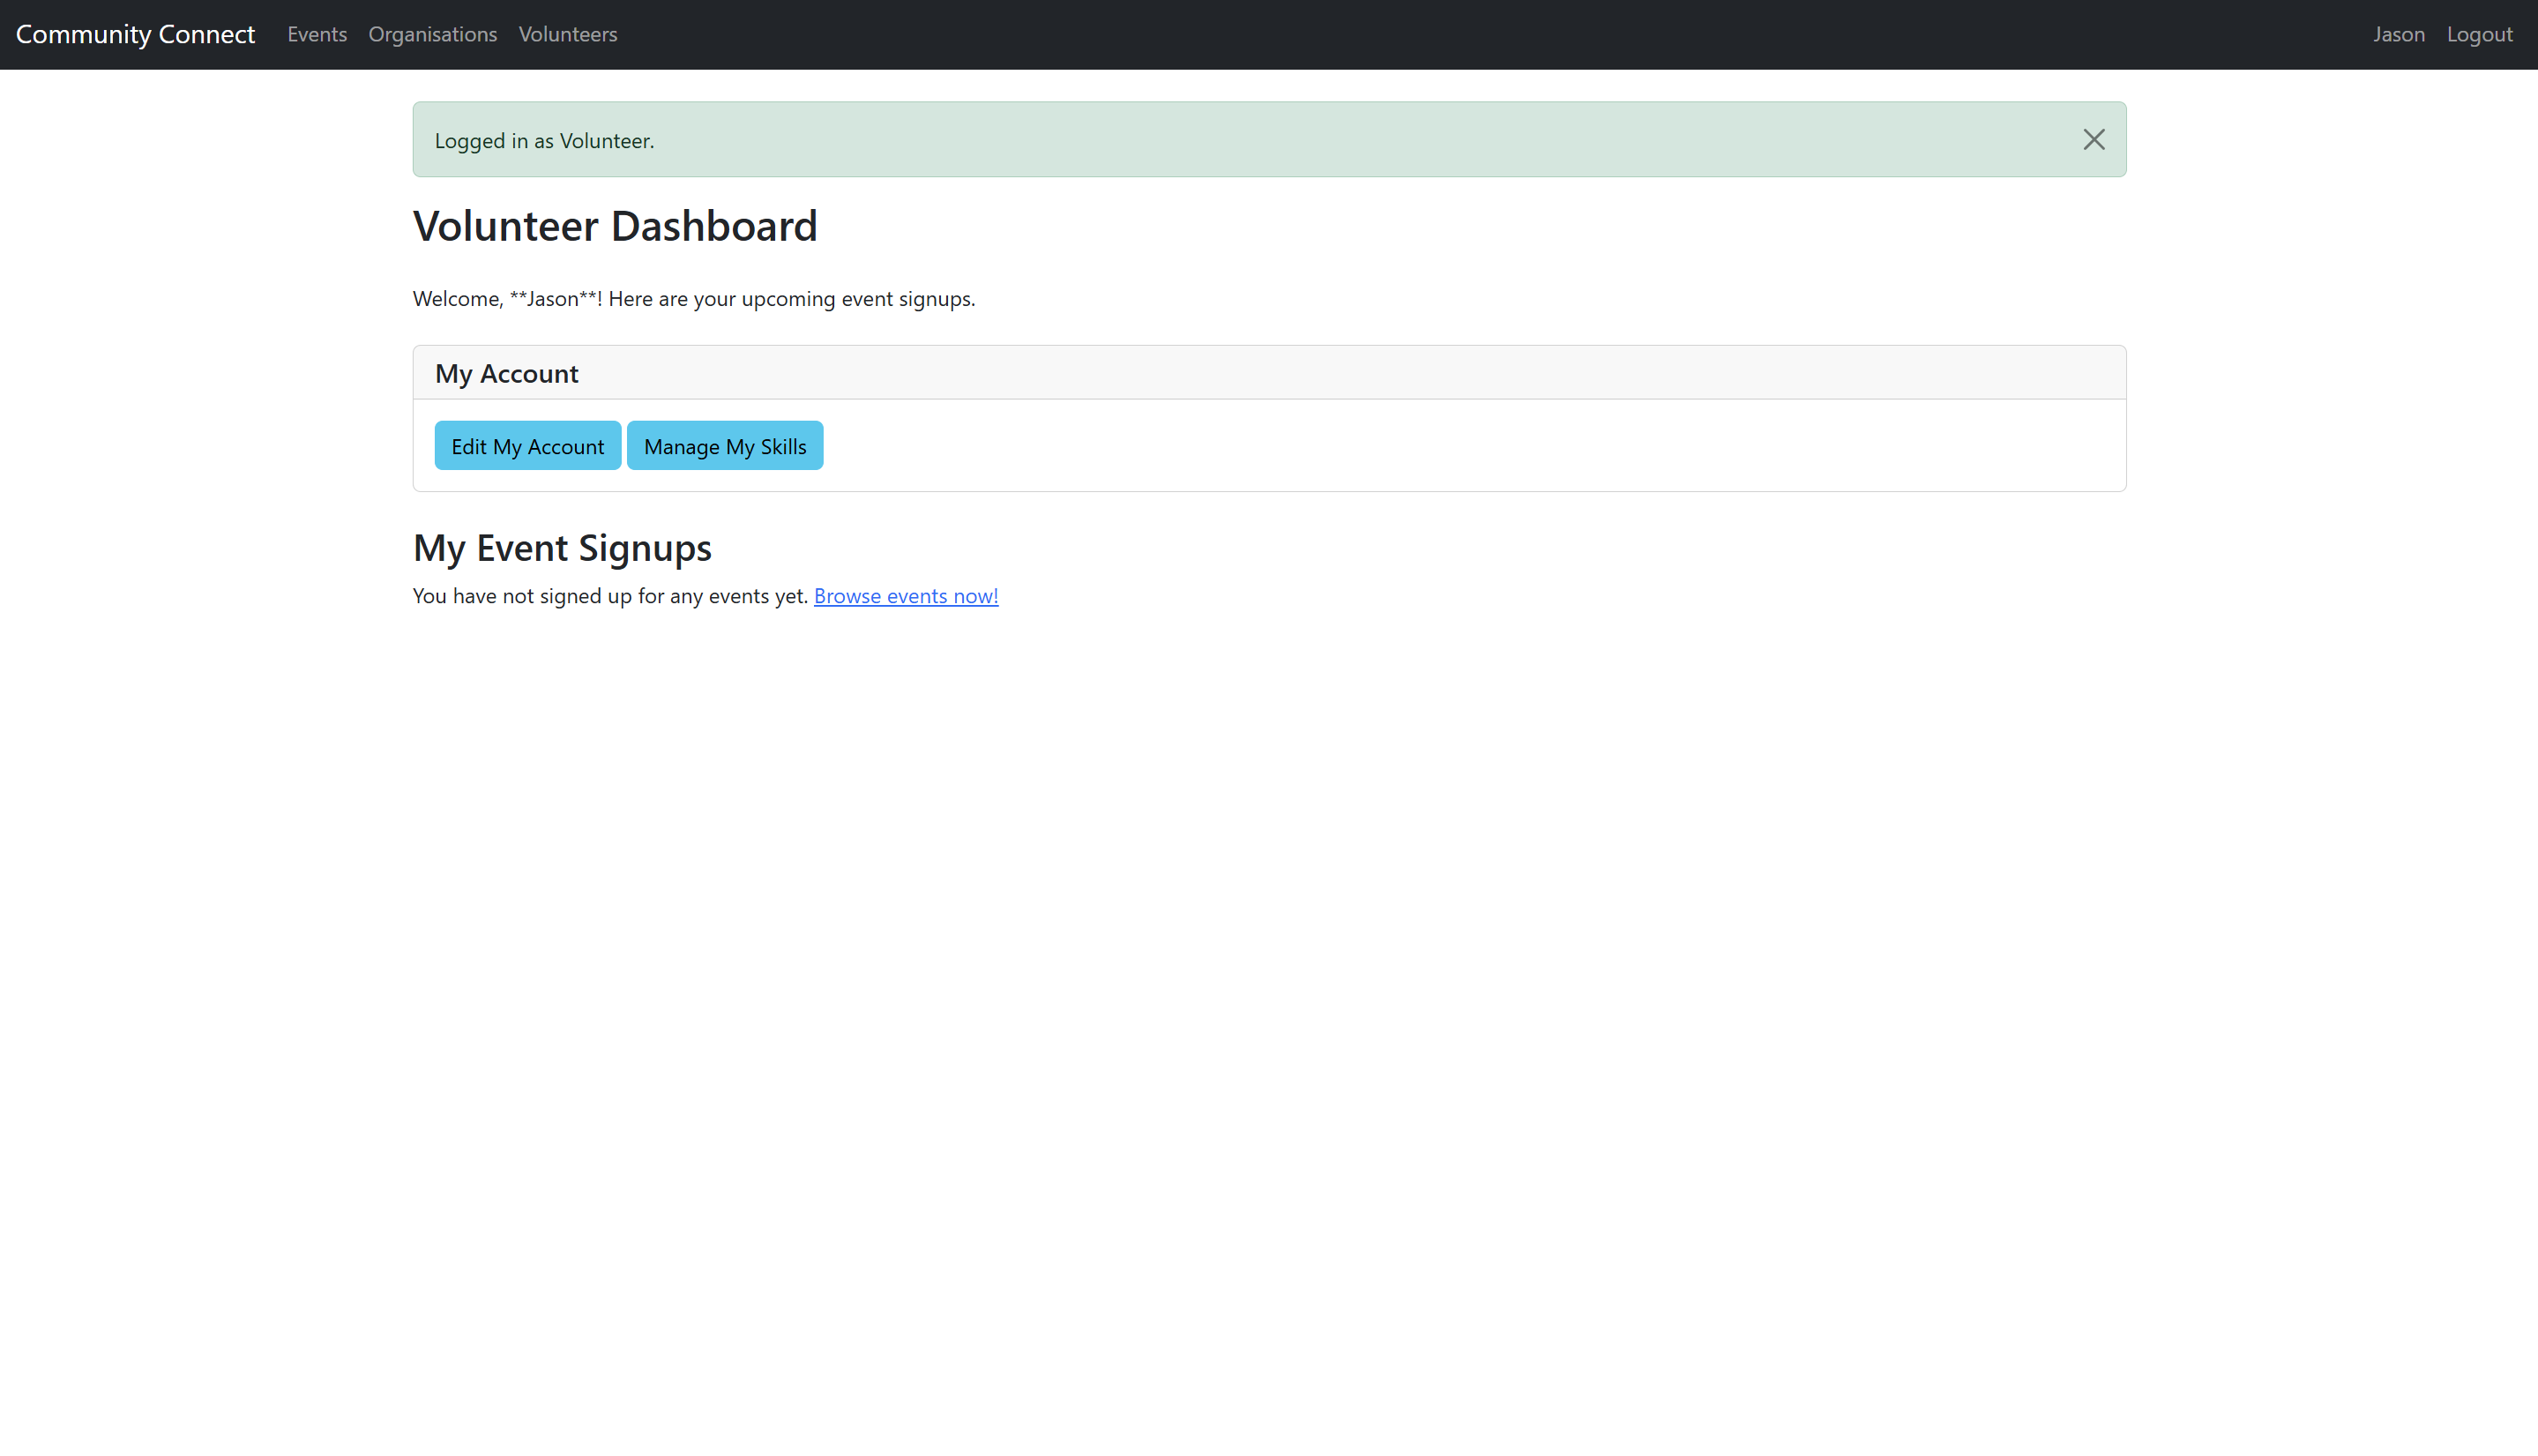 Community Connect Events Organisations Volunteers Jason Logout
Logged in as Volunteer.
Volunteer Dashboard
Welcome, **Jason**! Here are your upcoming event signups.
My Account
Edit My Account Manage My Skills
My Event Signups
You have not signed up for any events yet. Browse events now!